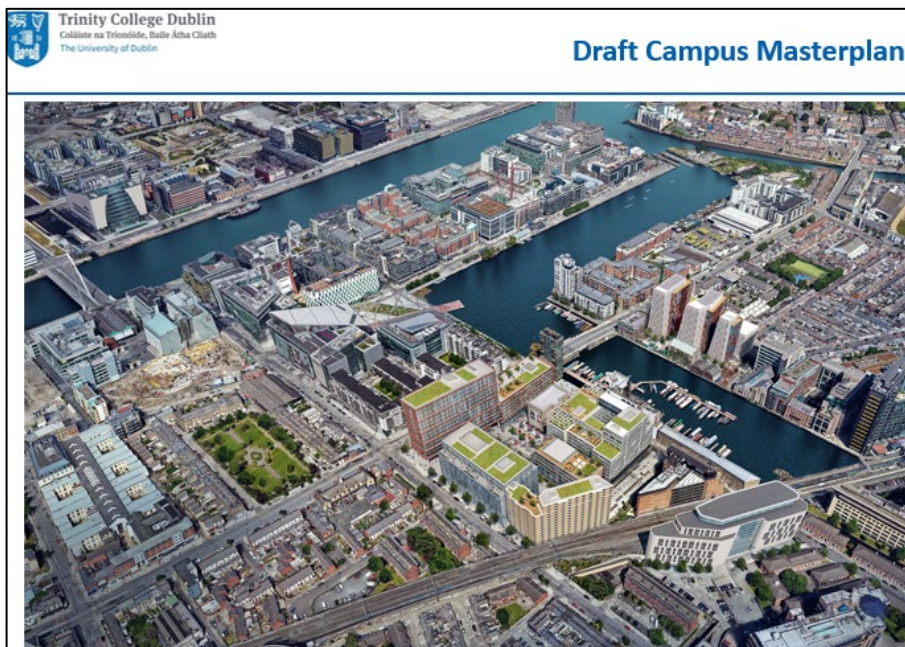 Trinity College Dublin
Coláiste na Tríonóide, Baile Átha Cliath
The University of Dublin
Draft Campus Masterplan